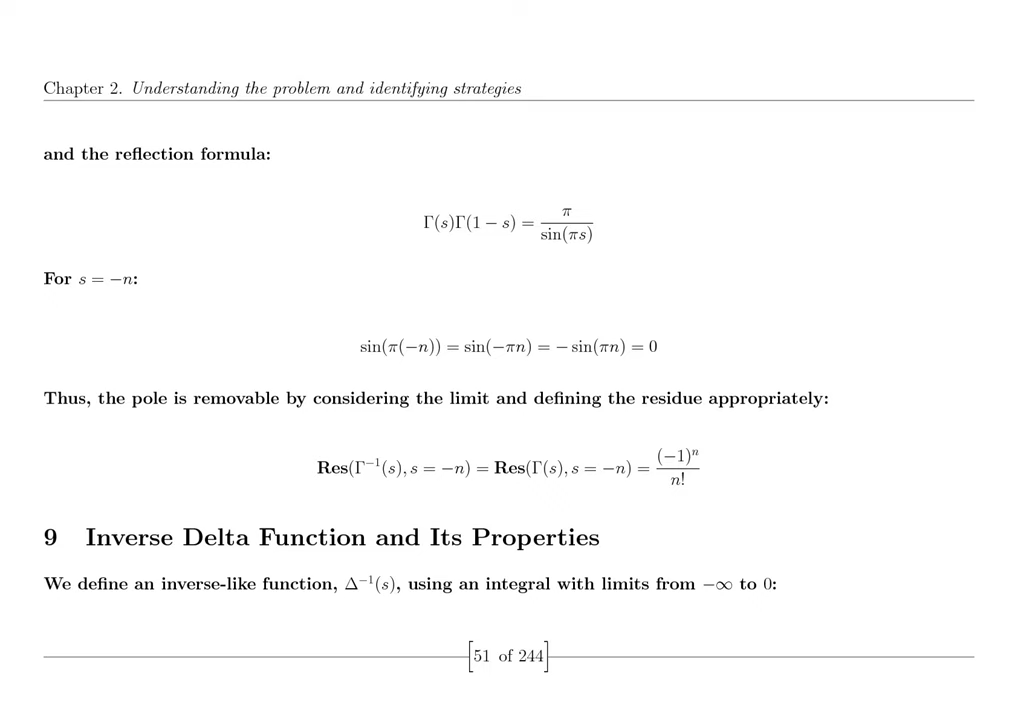 Chapter 2. Understanding the problem and identifying strategies
and the reflection formula:
Γ(s)Γ(1 − s) = π / sin(πs)
For s = −n:
sin(π(−n)) = sin(−πn) = − sin(πn) = 0
Thus, the pole is removable by considering the limit and defining the residue appropriately:
Res(Γ⁻¹(s), s = −n) = Res(Γ(s), s = −n) = (−1)ⁿ / n!
9 Inverse Delta Function and Its Properties
We define an inverse-like function, Δ⁻¹(s), using an integral with limits from −∞ to 0:
[51 of 244]